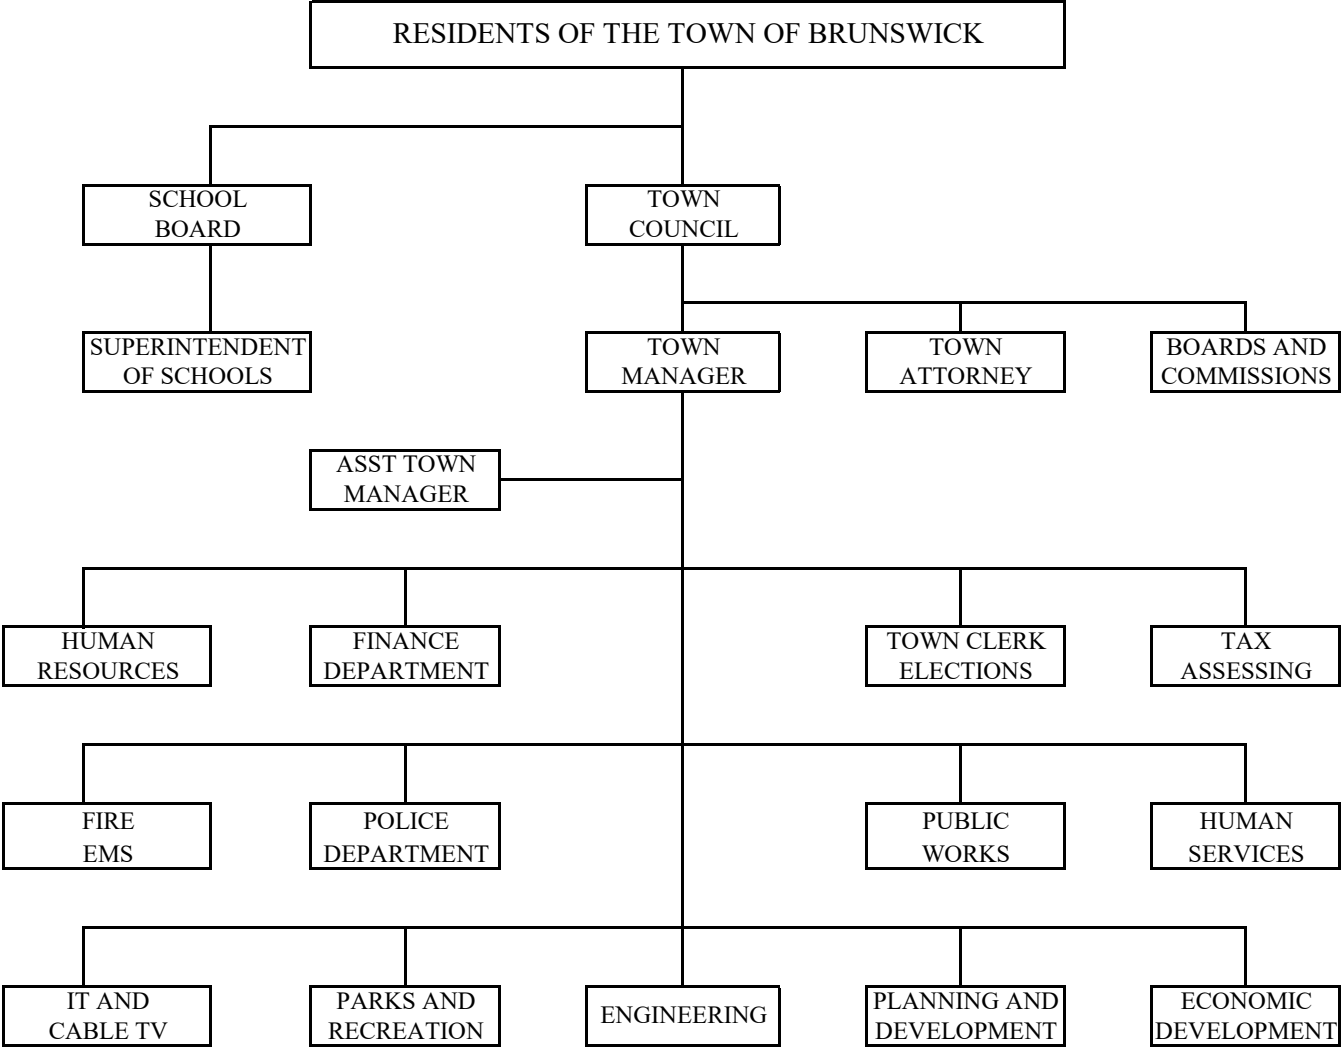 RESIDENTS OF THE TOWN OF BRUNSWICK
SCHOOL
BOARD
TOWN
COUNCIL
SUPERINTENDENT
OF SCHOOLS
TOWN
MANAGER
TOWN
ATTORNEY
BOARDS AND
COMMISSIONS
ASST TOWN
MANAGER
HUMAN
RESOURCES
FINANCE
DEPARTMENT
TOWN CLERK
ELECTIONS
TAX
ASSESSING
FIRE
EMS
POLICE
DEPARTMENT
PUBLIC
WORKS
HUMAN
SERVICES
IT AND
CABLE TV
PARKS AND
RECREATION
ENGINEERING
PLANNING AND
DEVELOPMENT
ECONOMIC
DEVELOPMENT